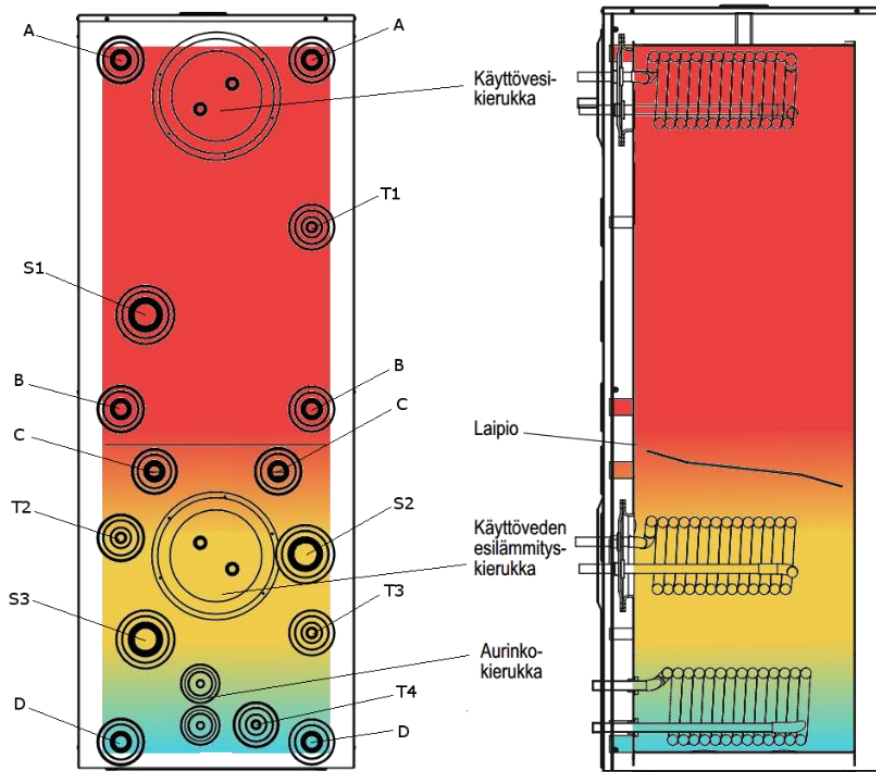 A
A
Käyttövesi-
kierukka
T1
S1
B
B
C
C
Laipio
T2
S2
Käyttöveden
esilämmitys-
kierukka
S3
T3
Aurinko-
kierukka
T4
D
D